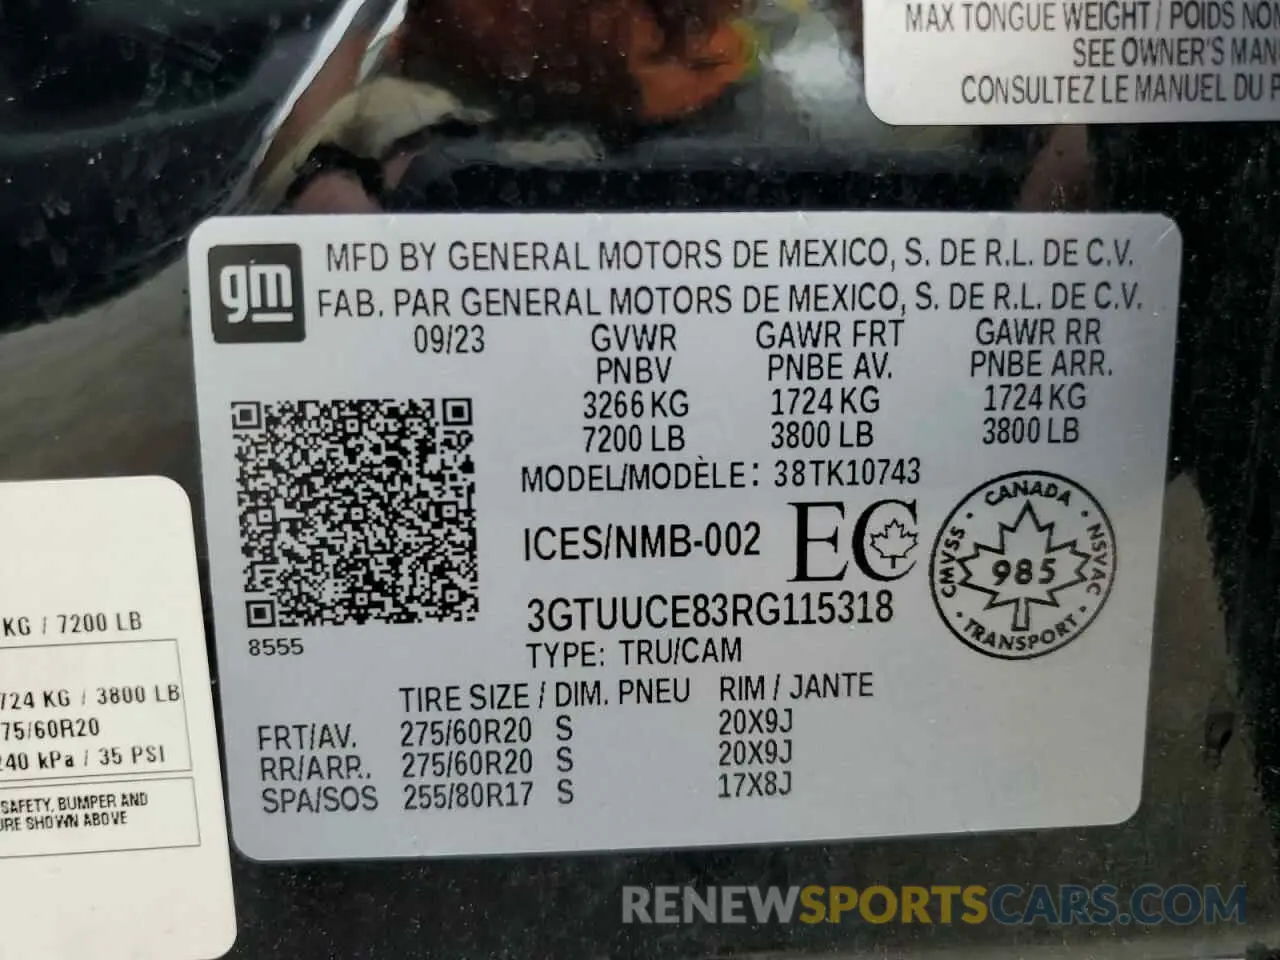 MAX TONGUE WEIGHT / POIDS
SEE OWNER'S
CONSULTEZ LE MANUEL DU
gm
MFD BY GENERAL MOTORS DE MEXICO, S. DE R.L. DE C.V.
FAB. PAR GENERAL MOTORS DE MEXICO, S. DE R.L. DE C.V.
09/23 GVWR GAWR FRT GAWR RR
PNBV PNBE AV. PNBE ARR.
3266 KG 1724 KG 1724 KG
7200 LB 3800 LB 3800 LB
MODEL/MODÈLE: 38TK10743
ICES/NMB-002 EC
CANADA
CMVSS 985 NSVAC
TRANSPORT
3GTUUCE83RG115318
8555
TYPE: TRU/CAM
TIRE SIZE / DIM. PNEU RIM / JANTE
FRT/AV. 275/60R20 S 20X9J
RR/ARR. 275/60R20 S 20X9J
SPA/SOS 255/80R17 S 17X8J
KG / 7200 LB
724 KG / 3800 LB
75/60R20
240 kPa / 35 PSI
SAFETY, BUMPER AND
SHOWN ABOVE
RENEWSPORTSCARS.COM